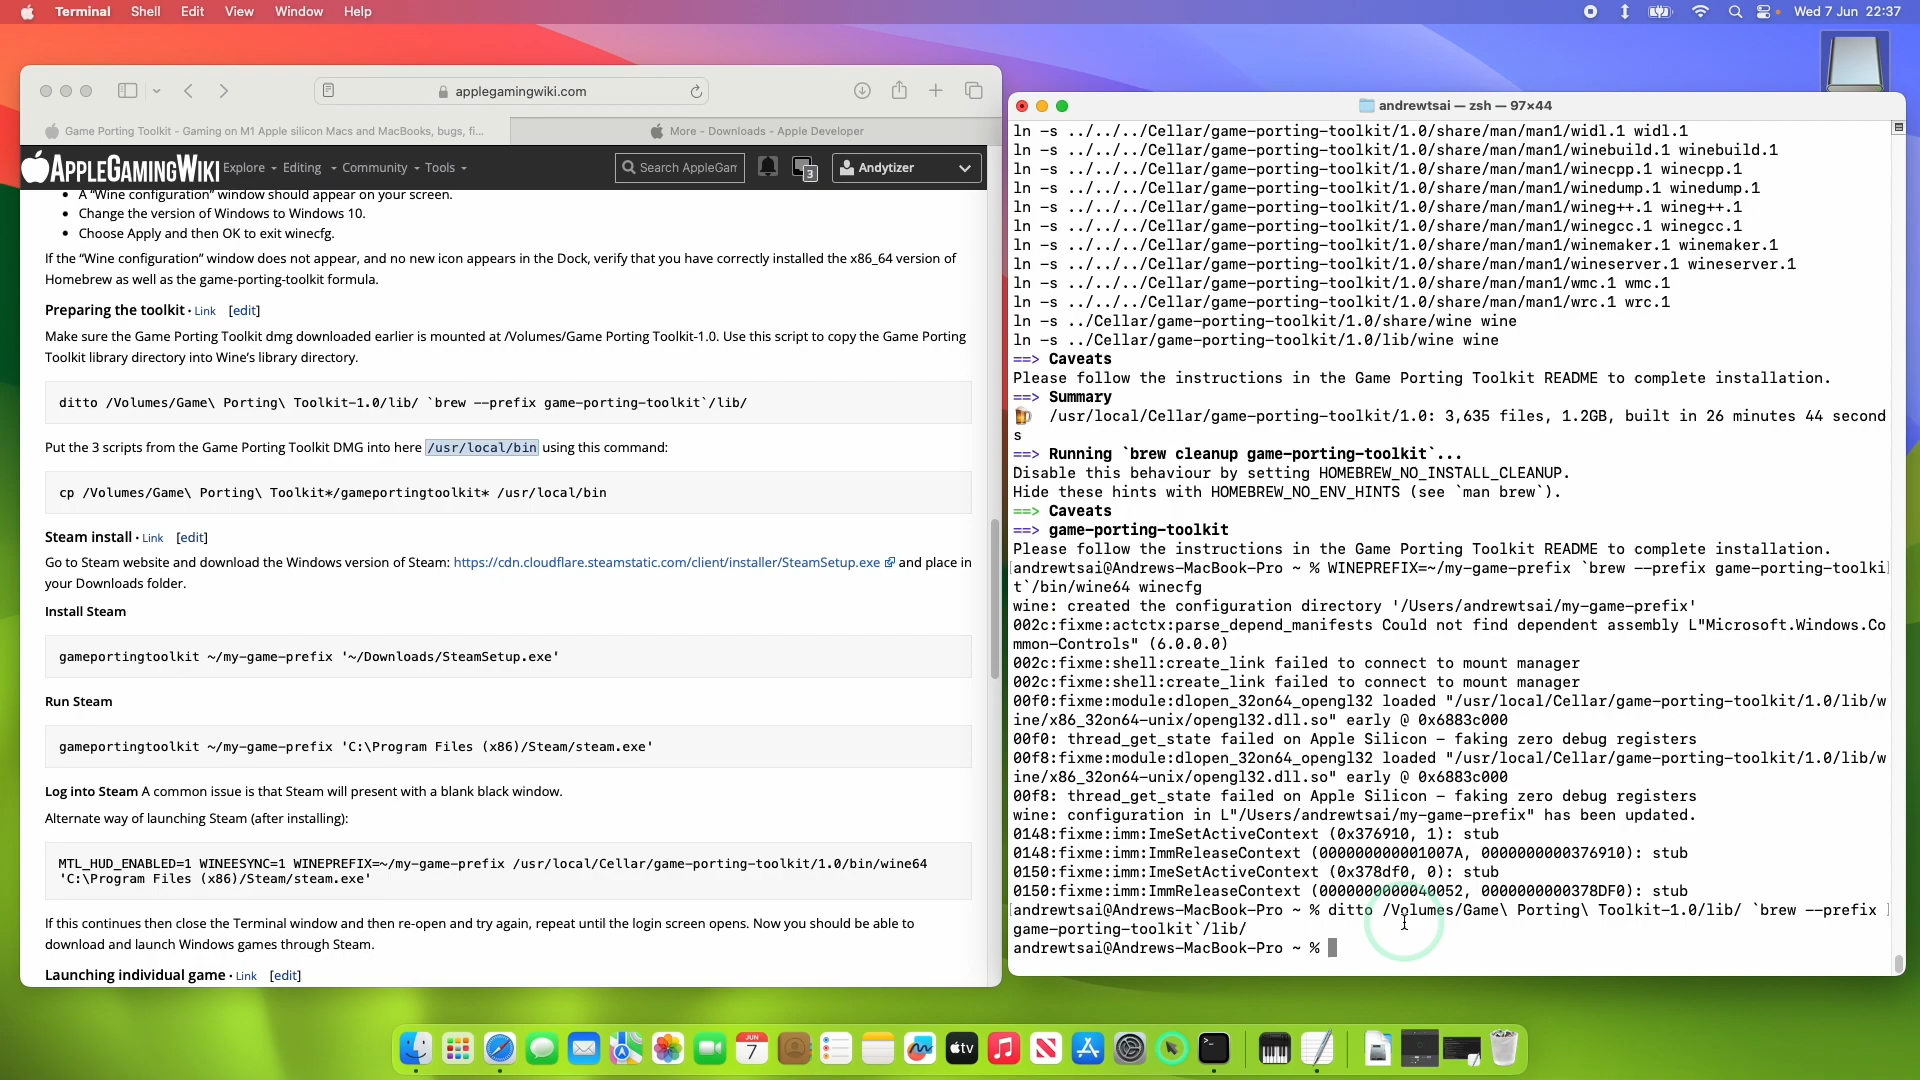 Terminal Shell Edit View Window Help Wed 7 Jun 22:37
applegamingwiki.com
Game Porting Toolkit - Gaming on M1 Apple silicon Macs and MacBooks, bugs, fi... More - Downloads - Apple Developer
APPLEGAMINGWIKI Explore Editing Community Tools Search AppleGam 3 Andytizer
• A “Wine configuration” window should appear on your screen.
• Change the version of Windows to Windows 10.
• Choose Apply and then OK to exit winecfg.
If the “Wine configuration” window does not appear, and no new icon appears in the Dock, verify that you have correctly installed the x86_64 version of
Homebrew as well as the game-porting-toolkit formula.
Preparing the toolkit • Link [edit]
Make sure the Game Porting Toolkit dmg downloaded earlier is mounted at /Volumes/Game Porting Toolkit-1.0. Use this script to copy the Game Porting
Toolkit library directory into Wine’s library directory.
ditto /Volumes/Game\ Porting\ Toolkit-1.0/lib/ `brew --prefix game-porting-toolkit`/lib/
Put the 3 scripts from the Game Porting Toolkit DMG into here /usr/local/bin using this command:
cp /Volumes/Game\ Porting\ Toolkit*/gameportingtoolkit* /usr/local/bin
Steam install • Link [edit]
Go to Steam website and download the Windows version of Steam: https://cdn.cloudflare.steamstatic.com/client/installer/SteamSetup.exe and place in
your Downloads folder.
Install Steam
gameportingtoolkit ~/my-game-prefix '~/Downloads/SteamSetup.exe'
Run Steam
gameportingtoolkit ~/my-game-prefix 'C:\Program Files (x86)/Steam/steam.exe'
Log into Steam A common issue is that Steam will present with a blank black window.
Alternate way of launching Steam (after installing):
MTL_HUD_ENABLED=1 WINEESYNC=1 WINEPREFIX=~/my-game-prefix /usr/local/Cellar/game-porting-toolkit/1.0/bin/wine64
'C:\Program Files (x86)/Steam/steam.exe'
If this continues then close the Terminal window and then re-open and try again, repeat until the login screen opens. Now you should be able to
download and launch Windows games through Steam.
Launching individual game • Link [edit]
andrewtsai — zsh — 97×44
ln -s ../../../Cellar/game-porting-toolkit/1.0/share/man/man1/widl.1 widl.1
ln -s ../../../Cellar/game-porting-toolkit/1.0/share/man/man1/winebuild.1 winebuild.1
ln -s ../../../Cellar/game-porting-toolkit/1.0/share/man/man1/winecpp.1 winecpp.1
ln -s ../../../Cellar/game-porting-toolkit/1.0/share/man/man1/winedump.1 winedump.1
ln -s ../../../Cellar/game-porting-toolkit/1.0/share/man/man1/wineg++.1 wineg++.1
ln -s ../../../Cellar/game-porting-toolkit/1.0/share/man/man1/winegcc.1 winegcc.1
ln -s ../../../Cellar/game-porting-toolkit/1.0/share/man/man1/winemaker.1 winemaker.1
ln -s ../../../Cellar/game-porting-toolkit/1.0/share/man/man1/wineserver.1 wineserver.1
ln -s ../../../Cellar/game-porting-toolkit/1.0/share/man/man1/wmc.1 wmc.1
ln -s ../../../Cellar/game-porting-toolkit/1.0/share/man/man1/wrc.1 wrc.1
ln -s ../Cellar/game-porting-toolkit/1.0/share/wine wine
ln -s ../Cellar/game-porting-toolkit/1.0/lib/wine wine
==> Caveats
Please follow the instructions in the Game Porting Toolkit README to complete installation.
==> Summary
🍺 /usr/local/Cellar/game-porting-toolkit/1.0: 3,635 files, 1.2GB, built in 26 minutes 44 second
s
==> Running `brew cleanup game-porting-toolkit`...
Disable this behaviour by setting HOMEBREW_NO_INSTALL_CLEANUP.
Hide these hints with HOMEBREW_NO_ENV_HINTS (see `man brew`).
==> Caveats
==> game-porting-toolkit
Please follow the instructions in the Game Porting Toolkit README to complete installation.
[andrewtsai@Andrews-MacBook-Pro ~ % WINEPREFIX=~/my-game-prefix `brew --prefix game-porting-toolki]
t`/bin/wine64 winecfg
wine: created the configuration directory '/Users/andrewtsai/my-game-prefix'
002c:fixme:actctx:parse_depend_manifests Could not find dependent assembly L"Microsoft.Windows.Co
mmon-Controls" (6.0.0.0)
002c:fixme:shell:create_link failed to connect to mount manager
002c:fixme:shell:create_link failed to connect to mount manager
00f0:fixme:module:dlopen_32on64_opengl32 loaded "/usr/local/Cellar/game-porting-toolkit/1.0/lib/w
ine/x86_32on64-unix/opengl32.dll.so" early @ 0x6883c000
00f0: thread_get_state failed on Apple Silicon - faking zero debug registers
00f8:fixme:module:dlopen_32on64_opengl32 loaded "/usr/local/Cellar/game-porting-toolkit/1.0/lib/w
ine/x86_32on64-unix/opengl32.dll.so" early @ 0x6883c000
00f8: thread_get_state failed on Apple Silicon - faking zero debug registers
wine: configuration in L"/Users/andrewtsai/my-game-prefix" has been updated.
0148:fixme:imm:ImeSetActiveContext (0x376910, 1): stub
0148:fixme:imm:ImmReleaseContext (000000000001007A, 0000000000376910): stub
0150:fixme:imm:ImeSetActiveContext (0x378df0, 0): stub
0150:fixme:imm:ImmReleaseContext (0000000000040052, 0000000000378DF0): stub
[andrewtsai@Andrews-MacBook-Pro ~ % ditto /Volumes/Game\ Porting\ Toolkit-1.0/lib/ `brew --prefix ]
game-porting-toolkit`/lib/
andrewtsai@Andrews-MacBook-Pro ~ %
JUN
7
tv